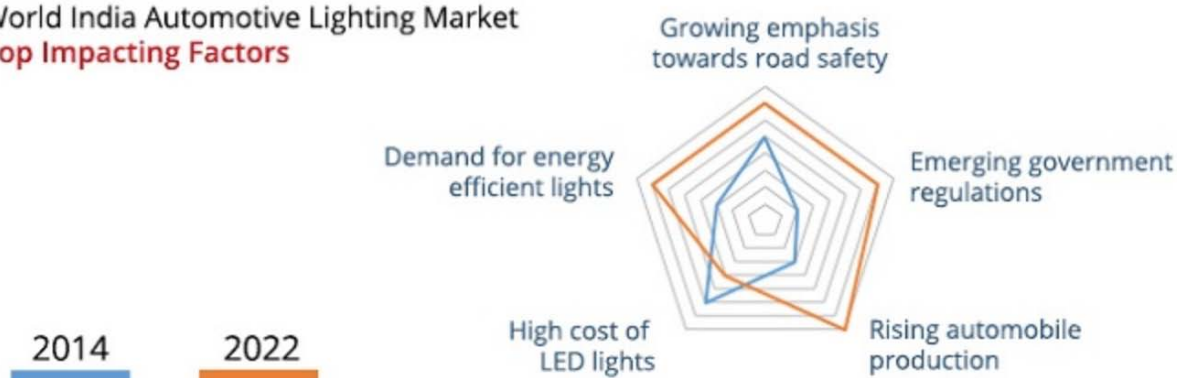 orld India Automotive Lighting Market
op Impacting Factors
Growing emphasis
towards road safety
Demand for energy
efficient lights
Emerging government
regulations
High cost of
LED lights
Rising automobile
production
2014
2022